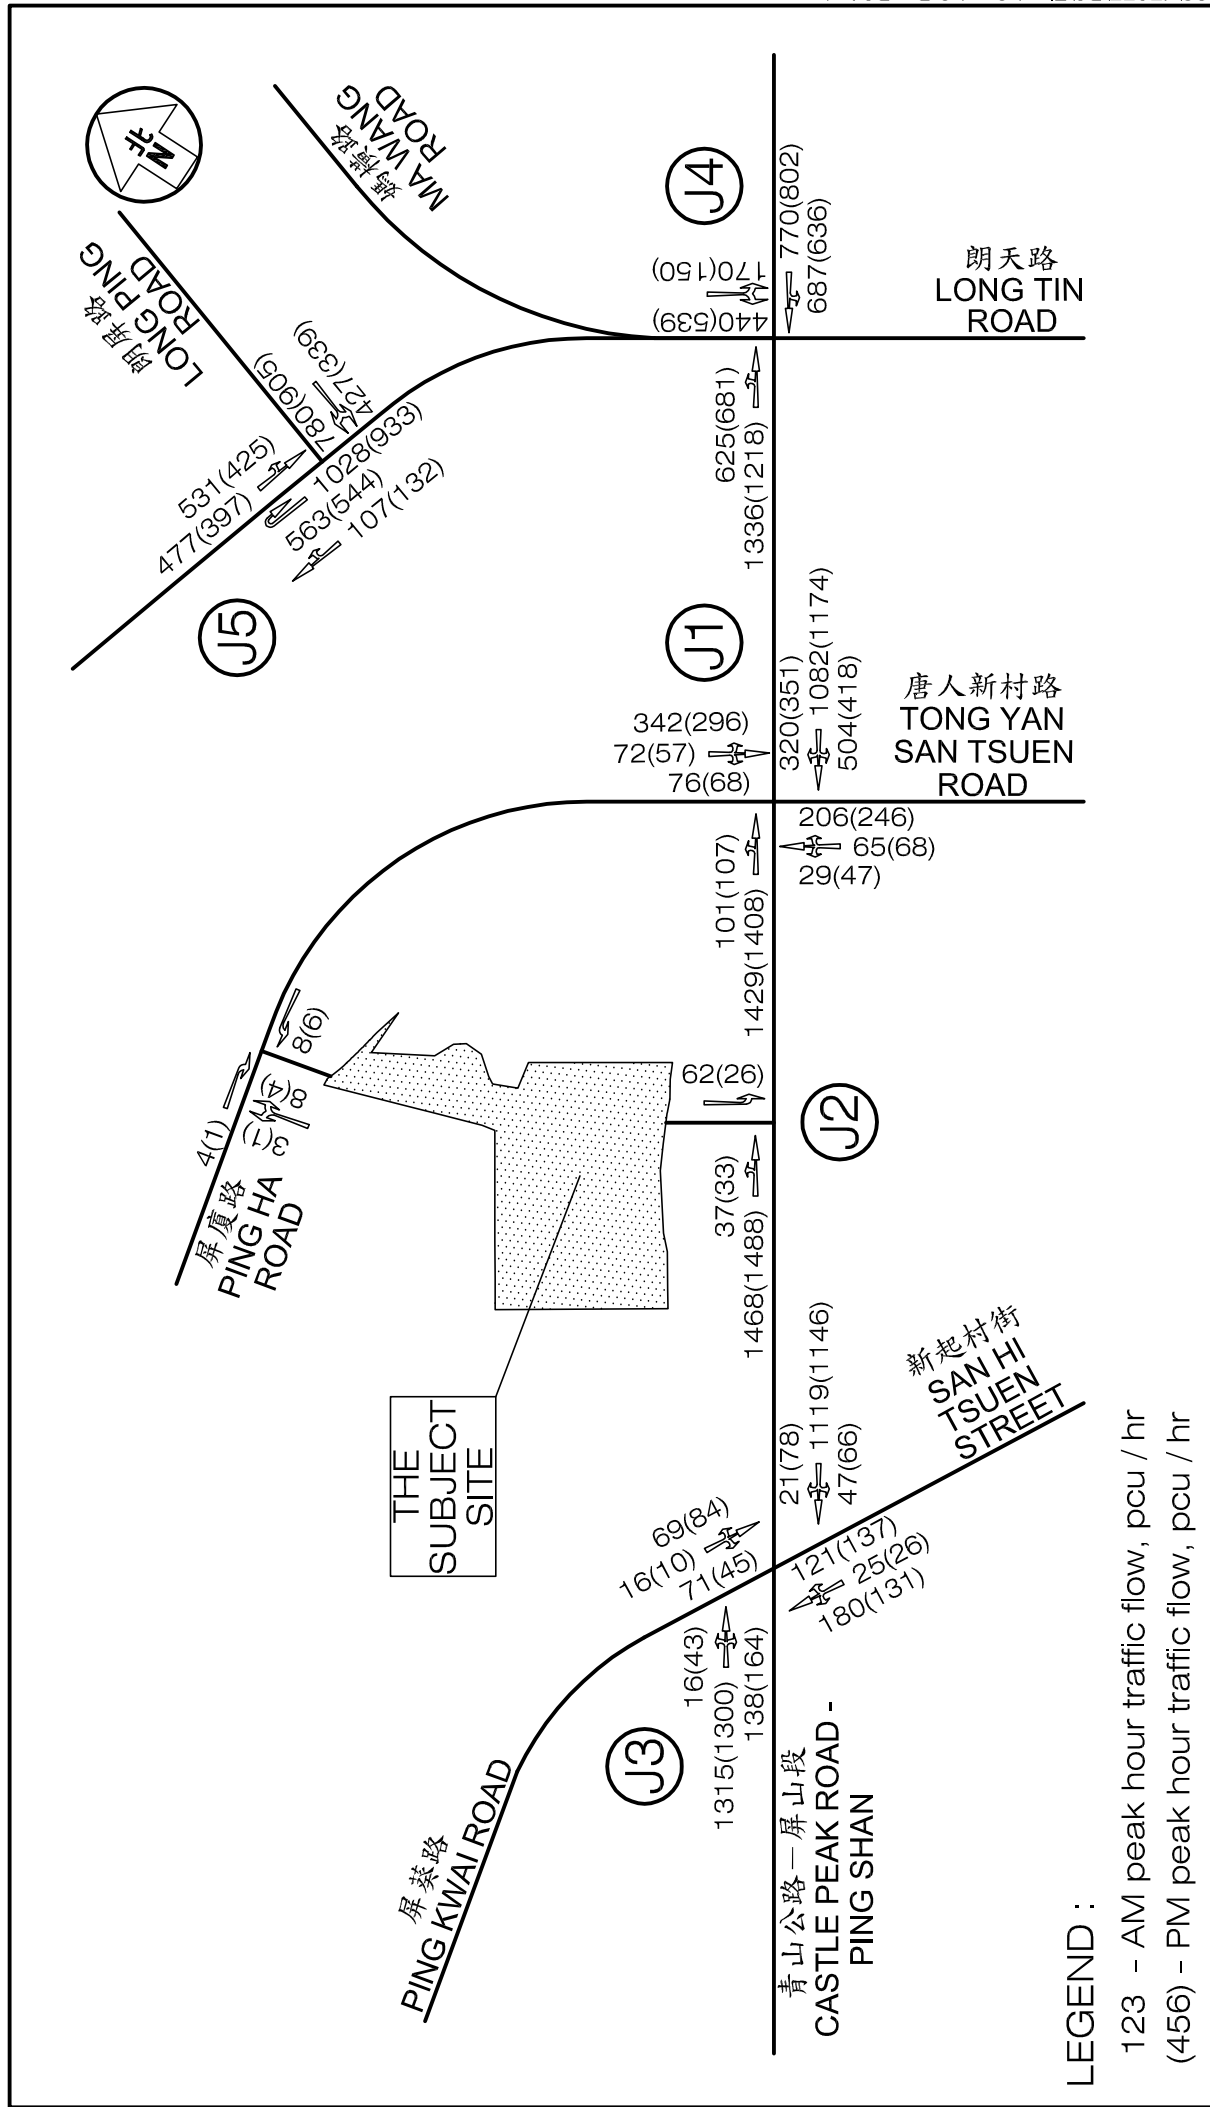 北
N
朗屏路
LONG PING
ROAD
媽橫路
MA WANG
ROAD
J4
170(150)
440(539)
770(802)
687(636)
朗天路
LONG TIN
ROAD
780(905)
427(339)
531(425)
477(397)
1028(933)
563(544)
107(132)
J5
625(681)
1336(1218)
J1
342(296)
72(57)
76(68)
320(351)
1082(1174)
504(418)
唐人新村路
TONG YAN
SAN TSUEN
ROAD
206(246)
65(68)
29(47)
101(107)
1429(1408)
8(6)
4(1)
8(4)
3(1)
屏廈路
PING HA
ROAD
62(26)
J2
37(33)
1468(1488)
THE
SUBJECT
SITE
21(78)
1119(1146)
47(66)
新起村街
SAN HI
TSUEN
STREET
69(84)
16(10)
71(45)
121(137)
25(26)
180(131)
16(43)
1315(1300)
138(164)
J3
屏葵路
PING KWAI ROAD
青山公路－屏山段
CASTLE PEAK ROAD -
PING SHAN
LEGEND :
123 - AM peak hour traffic flow, pcu / hr
(456) - PM peak hour traffic flow, pcu / hr